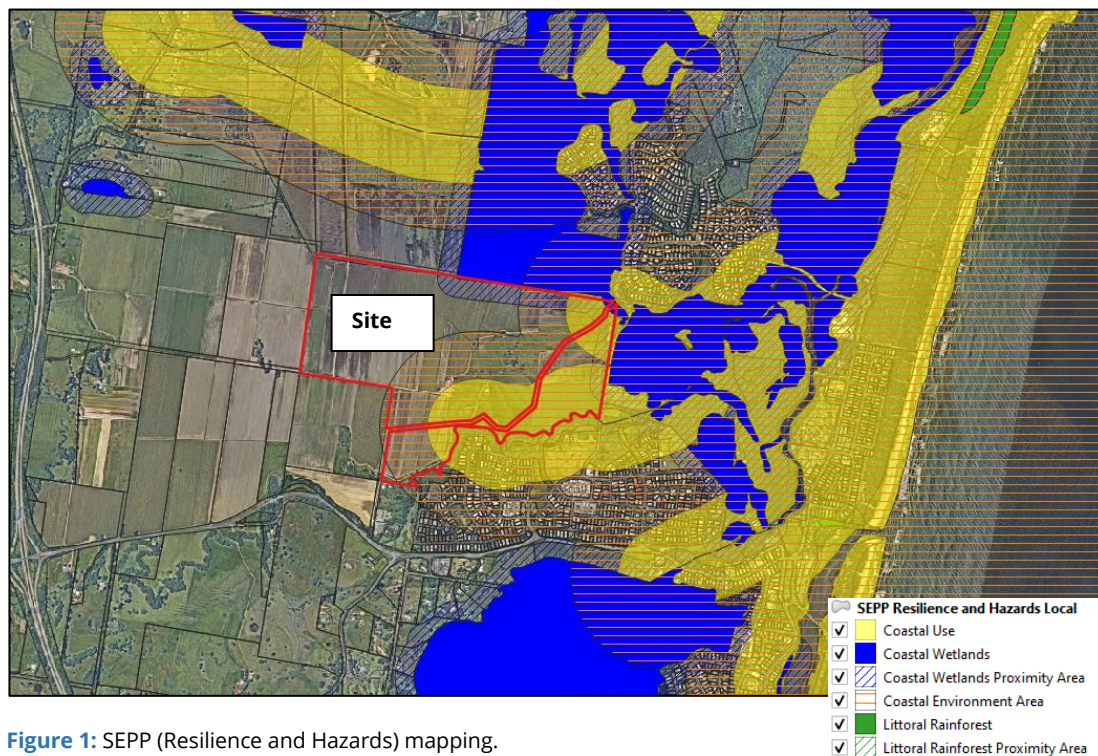 Site
SEPP Resilience and Hazards Local
Coastal Use
Coastal Wetlands
Coastal Wetlands Proximity Area
Coastal Environment Area
Littoral Rainforest
Littoral Rainforest Proximity Area
Figure 1: SEPP (Resilience and Hazards) mapping.